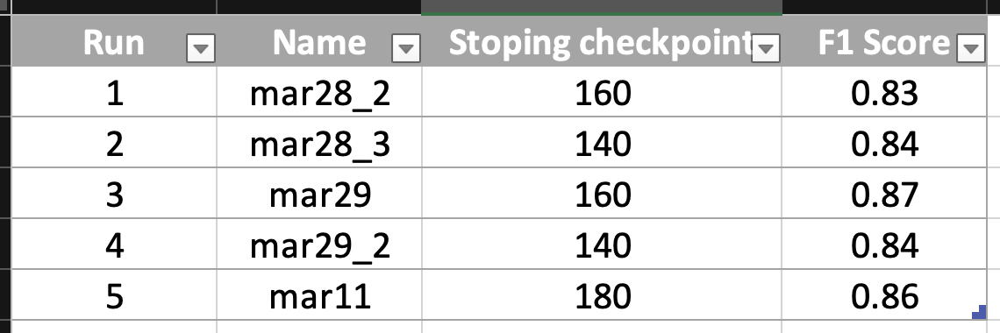 Run Name Stoping checkpoint F1 Score
1 mar28_2 160 0.83
2 mar28_3 140 0.84
3 mar29 160 0.87
4 mar29_2 140 0.84
5 mar11 180 0.86